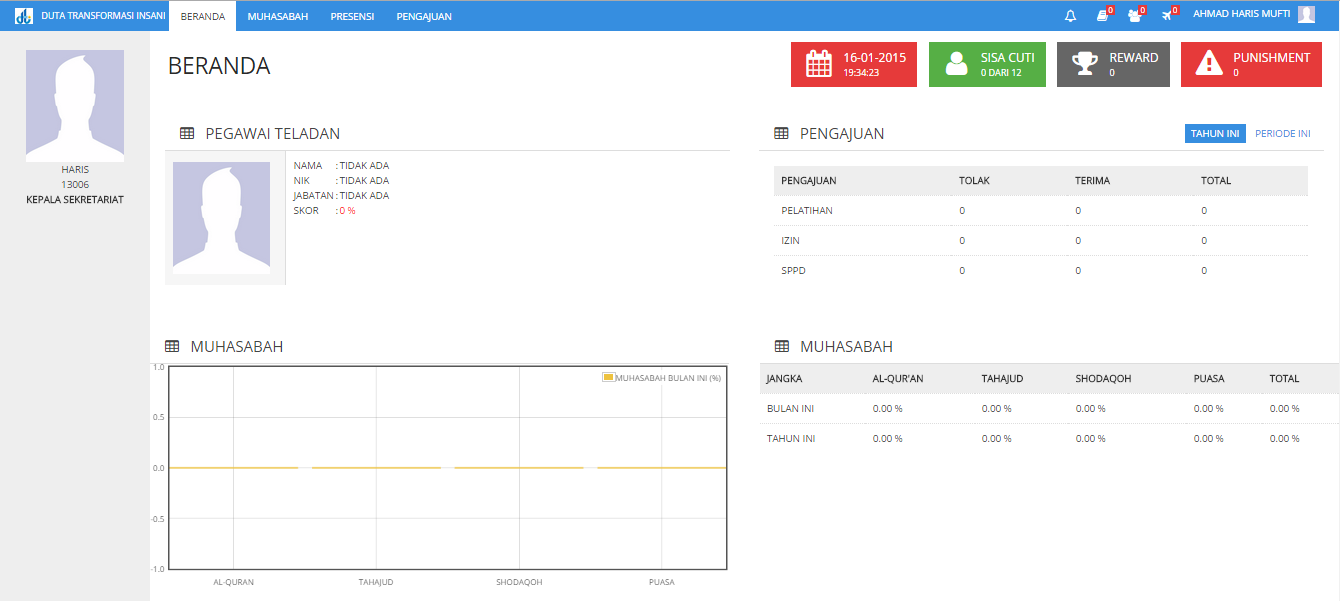 DUTA TRANSFORMASI INSANI BERANDA MUHASABAH PRESENSI PENGAJUAN 0 0 0 AHMAD HARIS MUFTI
HARIS
13006
KEPALA SEKRETARIAT
BERANDA
16-01-2015
19:34:23
SISA CUTI
0 DARI 12
REWARD
0
PUNISHMENT
0
PEGAWAI TELADAN
NAMA : TIDAK ADA
NIK : TIDAK ADA
JABATAN : TIDAK ADA
SKOR : 0 %
PENGAJUAN TAHUN INI PERIODE INI
PENGAJUAN TOLAK TERIMA TOTAL
PELATIHAN 0 0 0
IZIN 0 0 0
SPPD 0 0 0
MUHASABAH
MUHASABAH BULAN INI (%)
1.0
0.5
0.0
-0.5
-1.0
AL-QURAN TAHAJUD SHODAQOH PUASA
MUHASABAH
JANGKA AL-QUR'AN TAHAJUD SHODAQOH PUASA TOTAL
BULAN INI 0.00 % 0.00 % 0.00 % 0.00 % 0.00 %
TAHUN INI 0.00 % 0.00 % 0.00 % 0.00 % 0.00 %